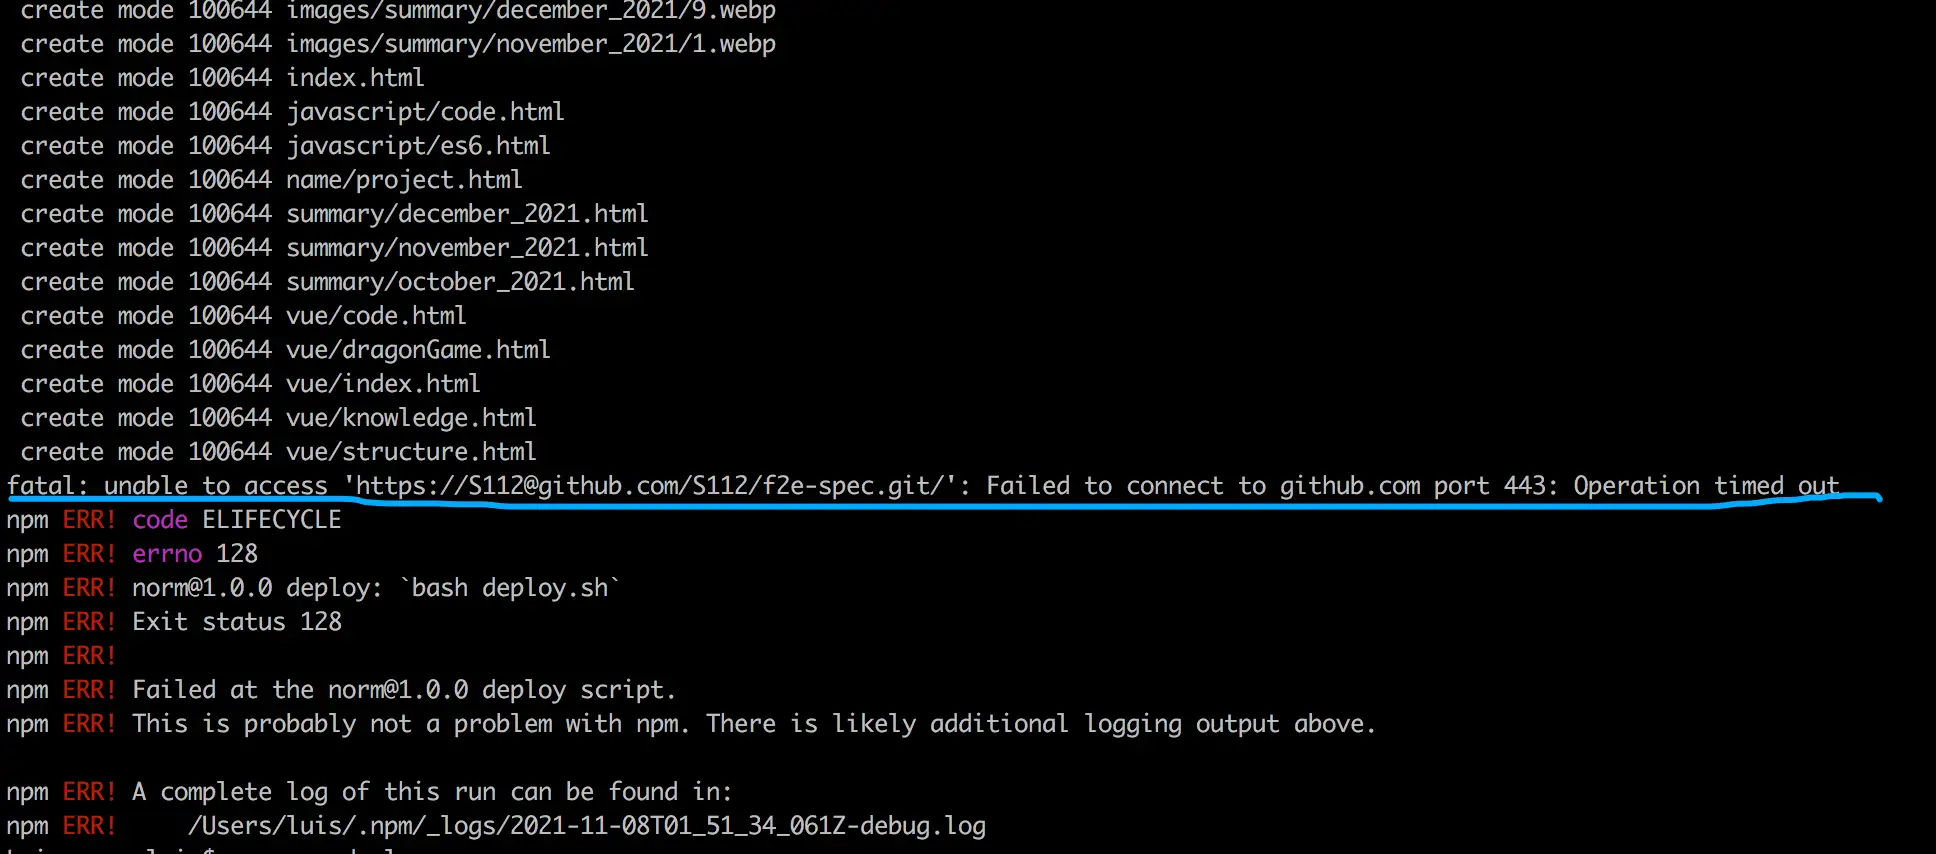 create mode 100644 images/summary/december_2021/9.webp
create mode 100644 images/summary/november_2021/1.webp
create mode 100644 index.html
create mode 100644 javascript/code.html
create mode 100644 javascript/es6.html
create mode 100644 name/project.html
create mode 100644 summary/december_2021.html
create mode 100644 summary/november_2021.html
create mode 100644 summary/october_2021.html
create mode 100644 vue/code.html
create mode 100644 vue/dragonGame.html
create mode 100644 vue/index.html
create mode 100644 vue/knowledge.html
create mode 100644 vue/structure.html
fatal: unable to access 'https://S112@github.com/S112/f2e-spec.git/': Failed to connect to github.com port 443: Operation timed out
npm ERR! code ELIFECYCLE
npm ERR! errno 128
npm ERR! norm@1.0.0 deploy: `bash deploy.sh`
npm ERR! Exit status 128
npm ERR!
npm ERR! Failed at the norm@1.0.0 deploy script.
npm ERR! This is probably not a problem with npm. There is likely additional logging output above.
npm ERR! A complete log of this run can be found in:
npm ERR!     /Users/luis/.npm/_logs/2021-11-08T01_51_34_061Z-debug.log